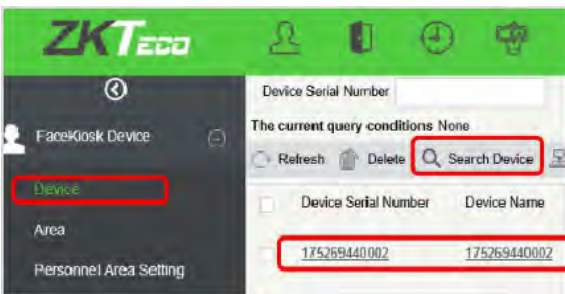 ZKTECO
Device Serial Number
FaceKiosk Device
The current query conditions None
Refresh Delete Search Device
Device
Device Serial Number Device Name
Area
175269440002 175269440002
Personnel Area Setting